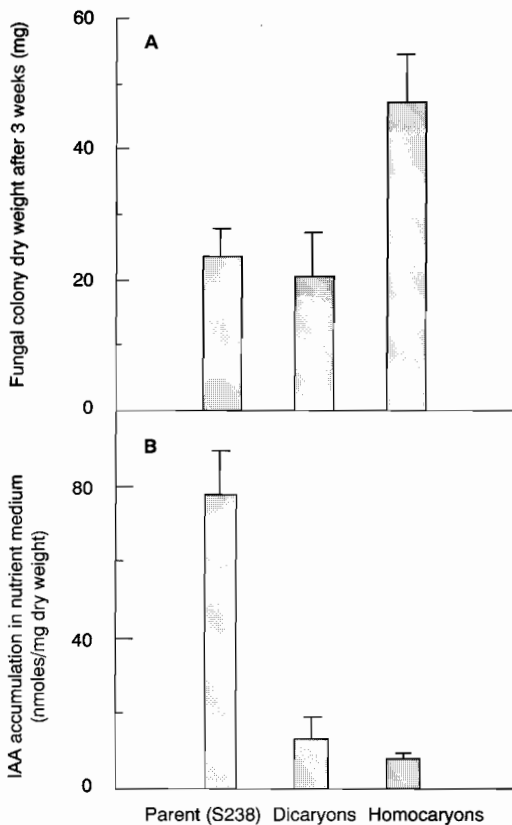 Fungal colony dry weight after 3 weeks (mg)
60
A
40
20
0
IAA accumulation in nutrient medium
(nmoles/mg dry weight)
B
80
40
0
Parent (S238) Dicaryons Homocaryons